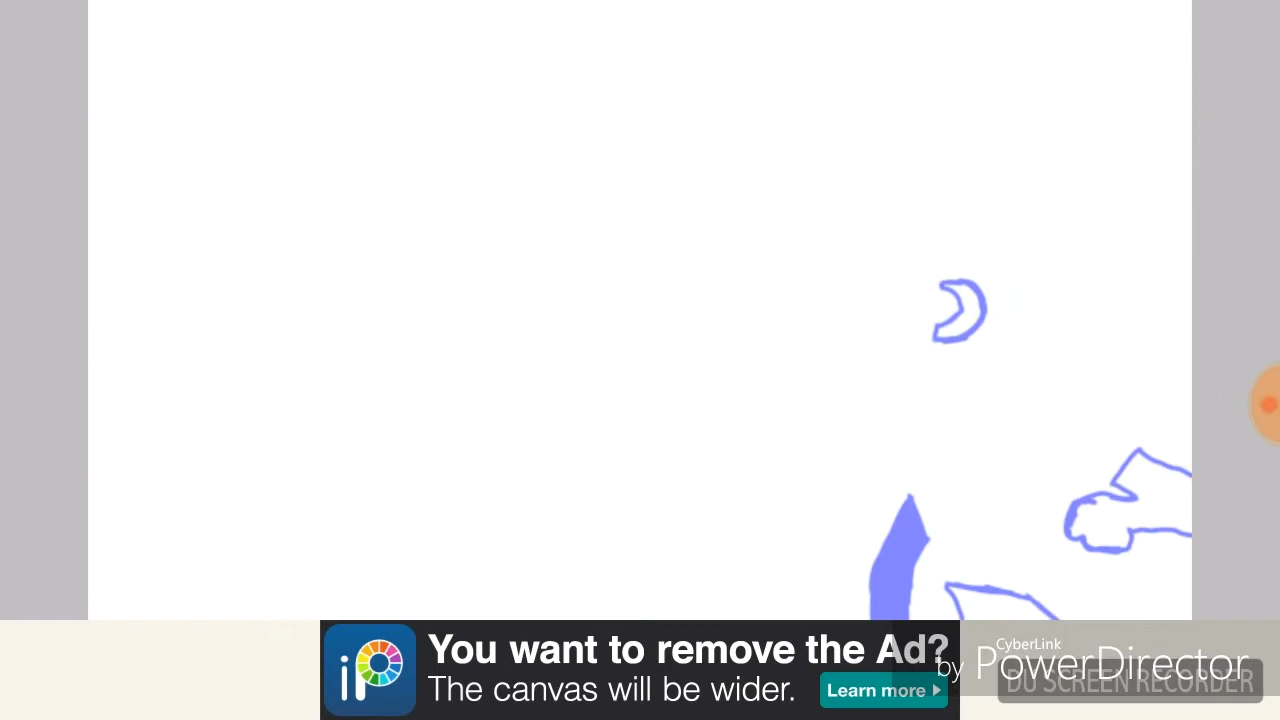 iP
You want to remove the Ad?
The canvas will be wider.
Learn more
CyberLink
by PowerDirector
DU SCREEN RECORDER